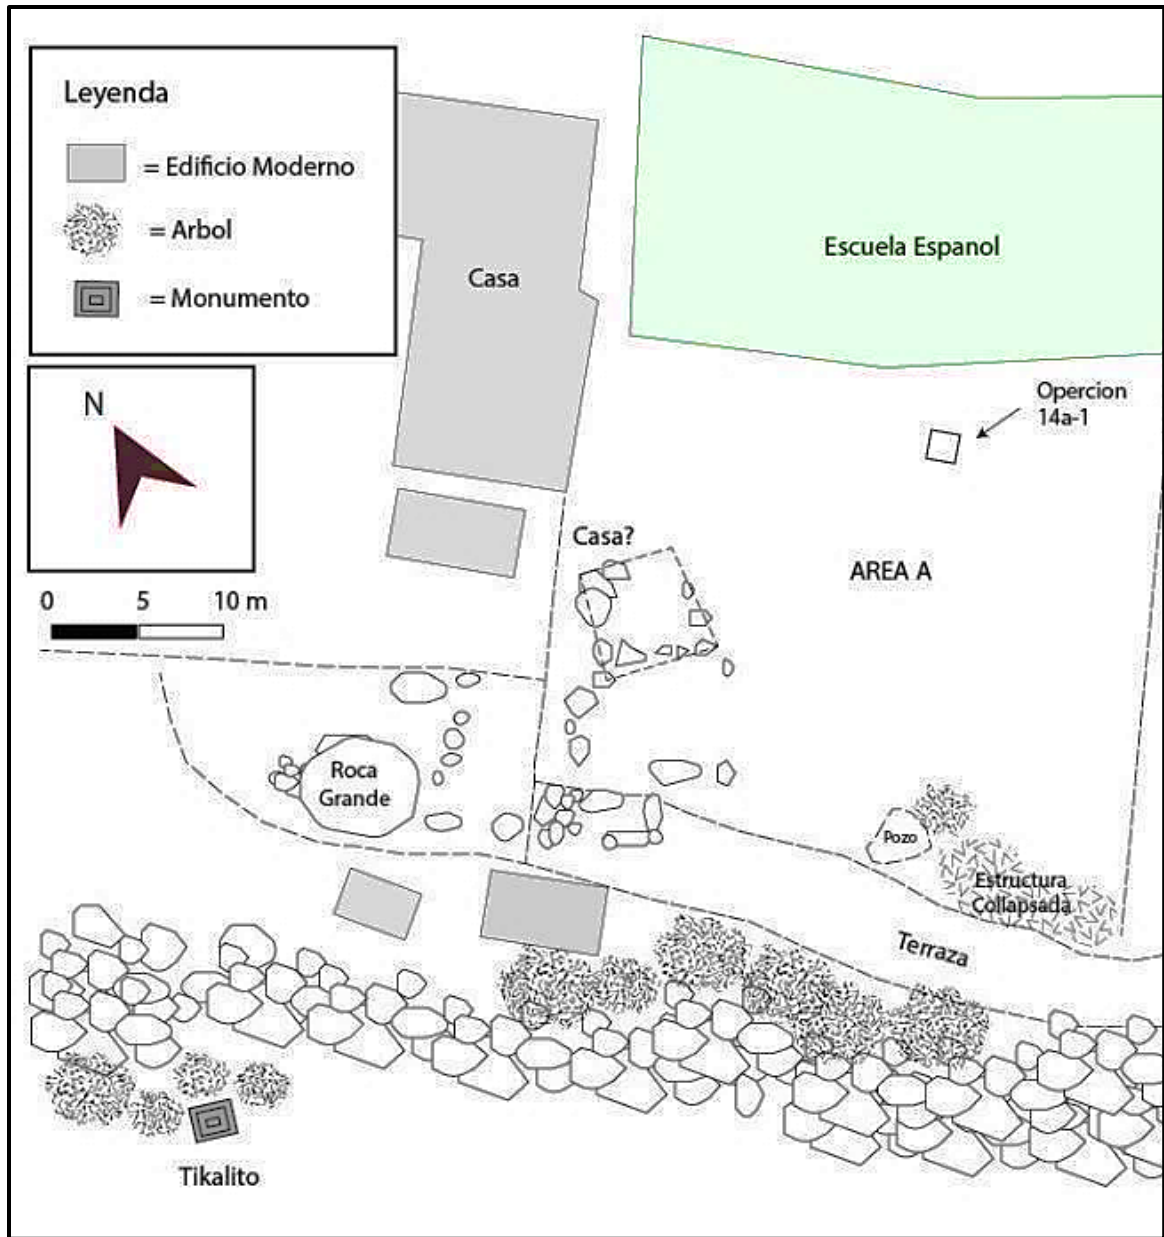 Leyenda
= Edificio Moderno
= Arbol
= Monumento
N
0 5 10 m
Casa
Escuela Espanol
Opercion
14a-1
Casa?
AREA A
Roca
Grande
Pozo
Estructura
Collapsada
Terraza
Tikalito